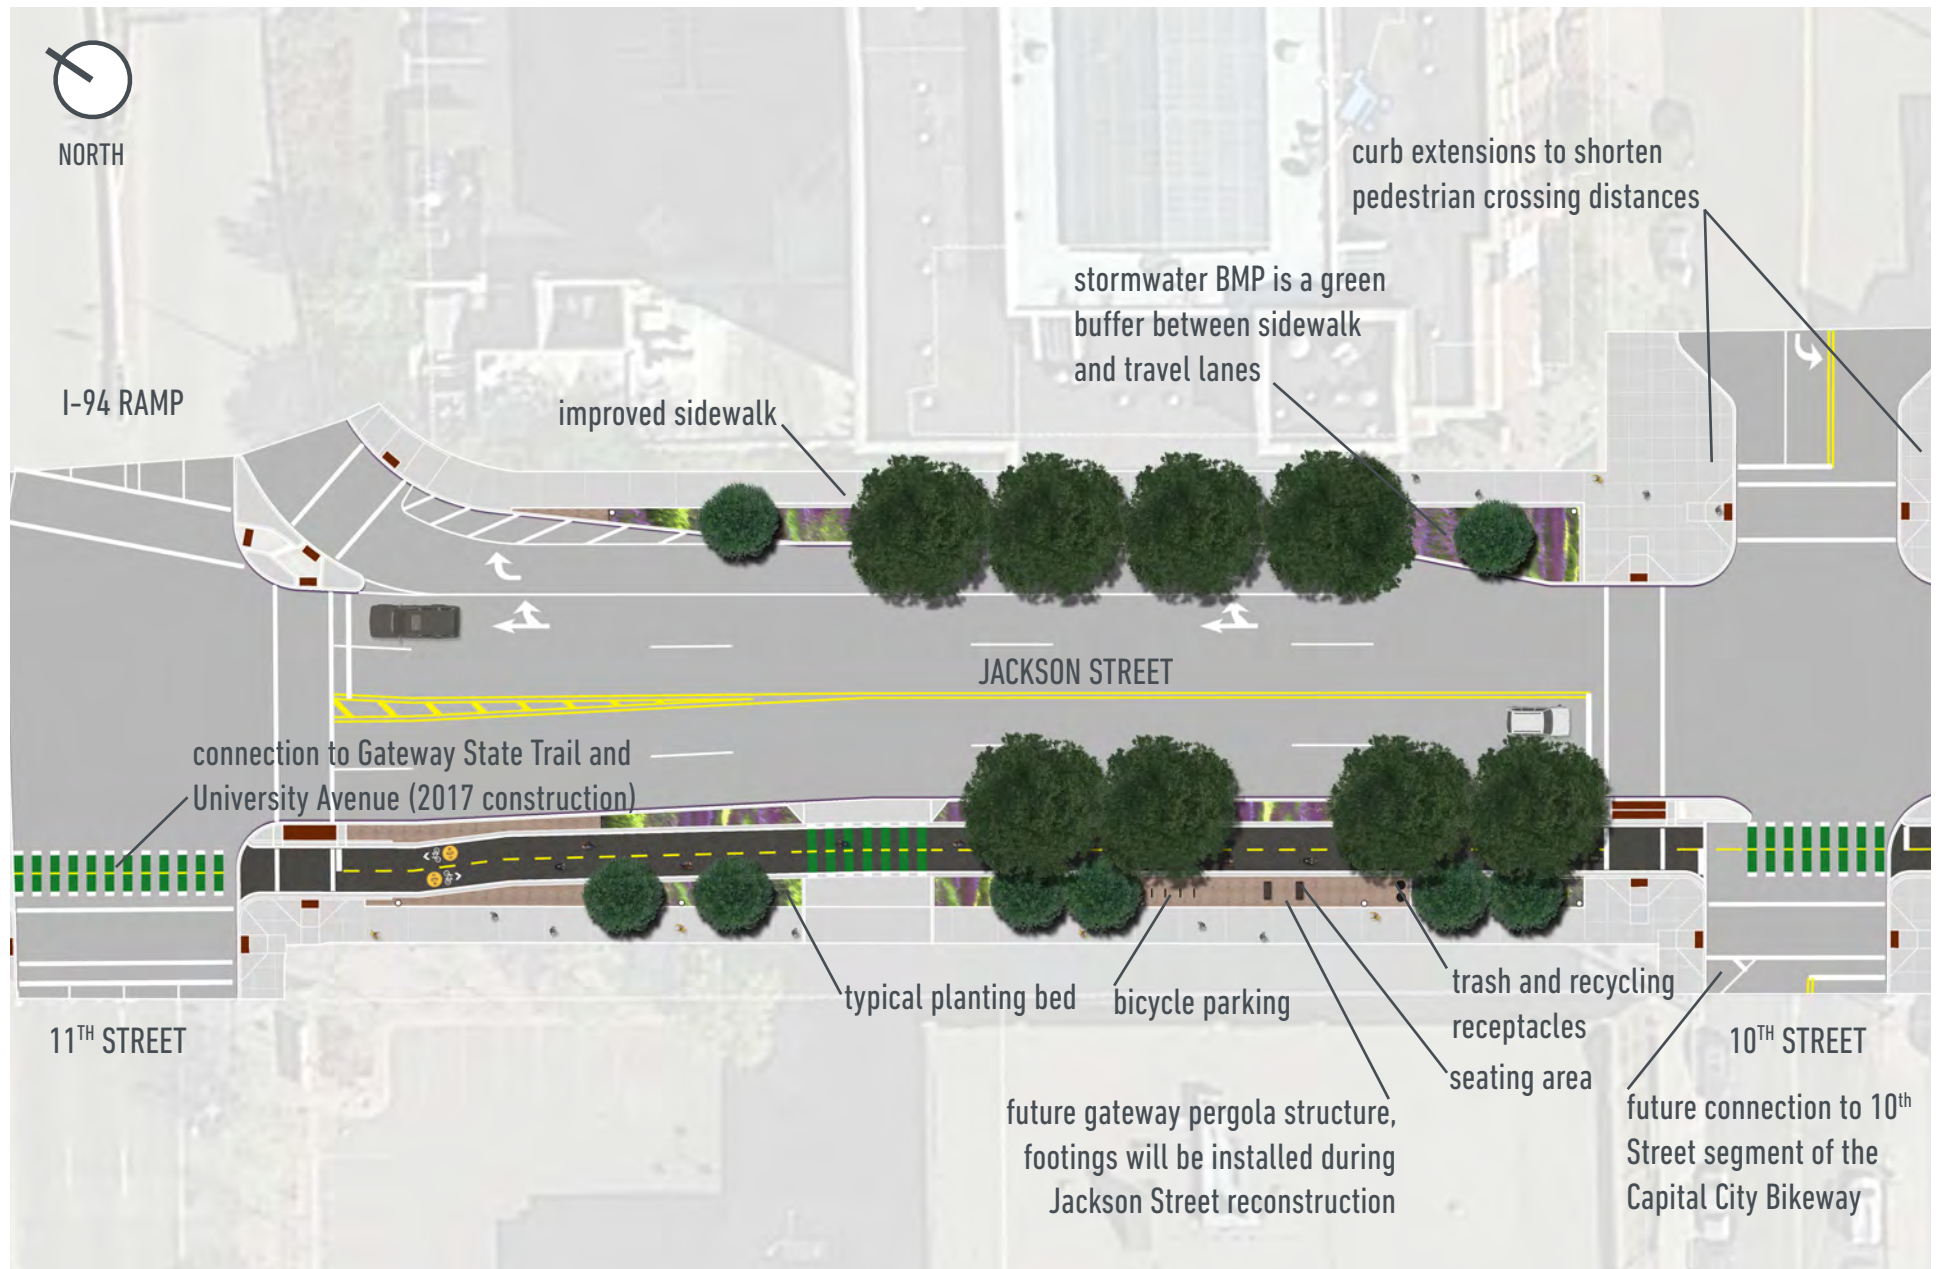 NORTH
curb extensions to shorten
pedestrian crossing distances
stormwater BMP is a green
buffer between sidewalk
and travel lanes
I-94 RAMP
improved sidewalk
JACKSON STREET
connection to Gateway State Trail and
University Avenue (2017 construction)
typical planting bed
bicycle parking
trash and recycling
receptacles
seating area
11TH STREET
10TH STREET
future gateway pergola structure,
footings will be installed during
Jackson Street reconstruction
future connection to 10th
Street segment of the
Capital City Bikeway